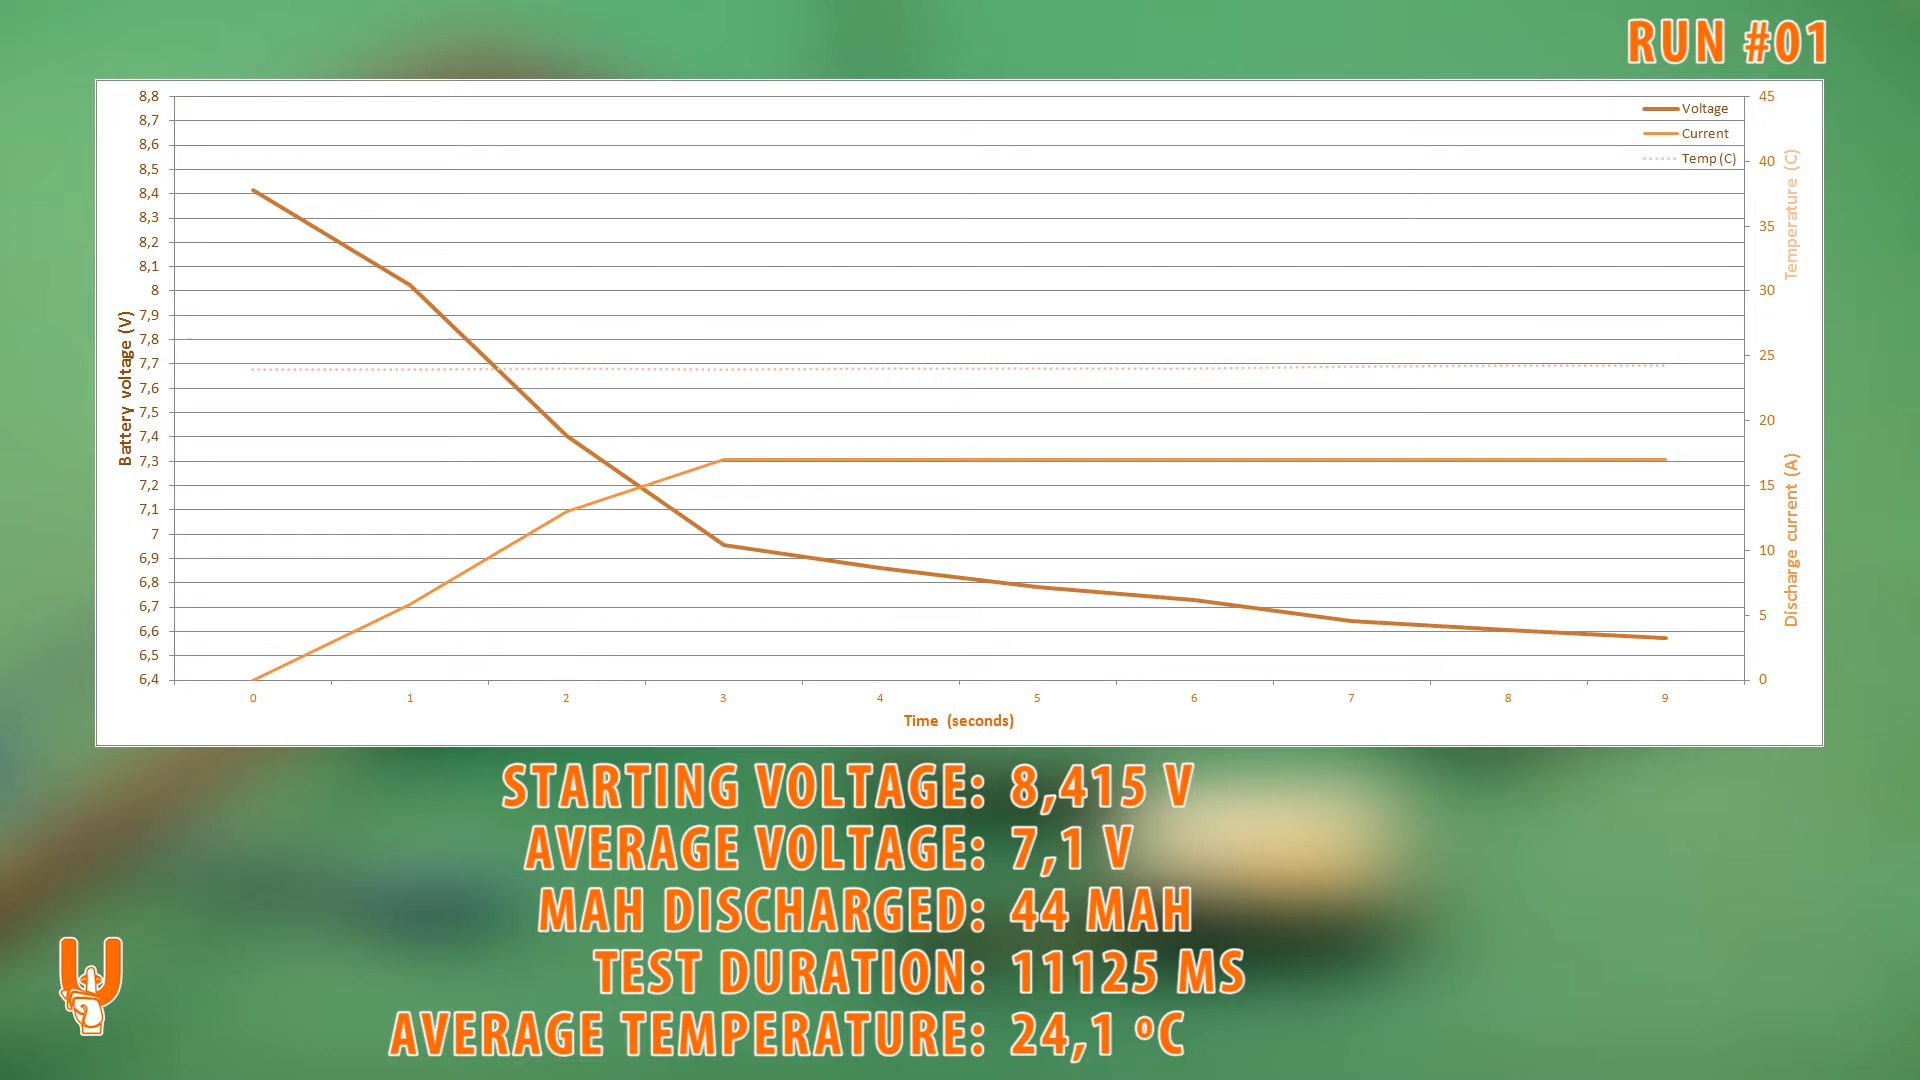 RUN #01
8,8
8,7
8,6
8,5
8,4
8,3
8,2
8,1
8
7,9
7,8
7,7
7,6
7,5
7,4
7,3
7,2
7,1
7
6,9
6,8
6,7
6,6
6,5
6,4
Battery voltage (V)
Voltage
Current
Temp (C)
45
40
35
30
25
20
15
10
5
0
Temperature (C)
Discharge current (A)
0 1 2 3 4 5 6 7 8 9
Time (seconds)
STARTING VOLTAGE: 8,415 V
AVERAGE VOLTAGE: 7,1 V
MAH DISCHARGED: 44 MAH
TEST DURATION: 11125 MS
AVERAGE TEMPERATURE: 24,1 ºC